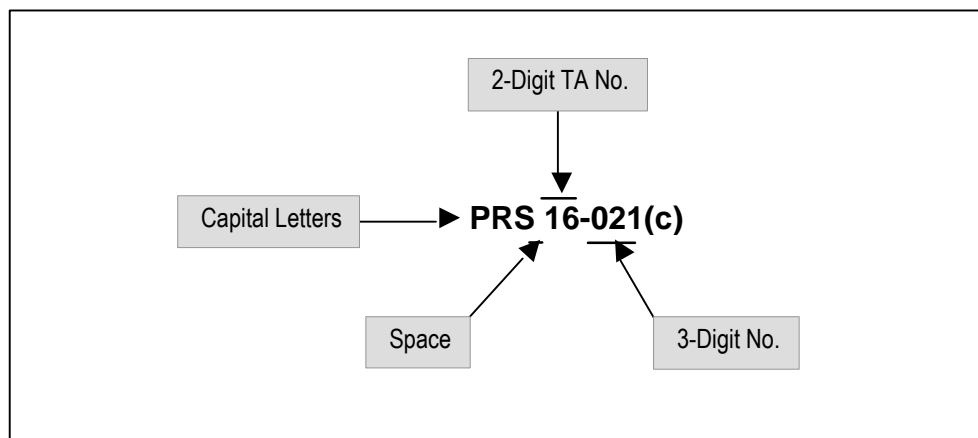 2-Digit TA No.
Capital Letters
PRS 16-021(c)
Space
3-Digit No.